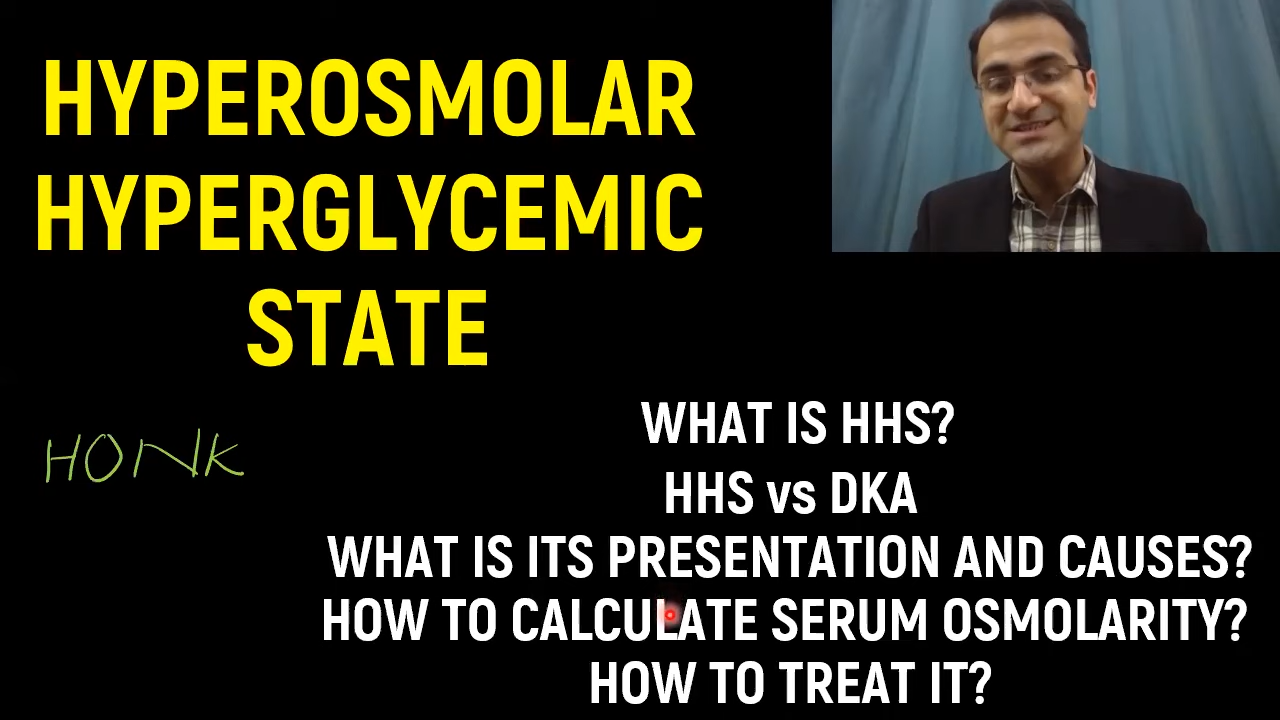 HYPEROSMOLAR
HYPERGLYCEMIC
STATE
HONK
WHAT IS HHS?
HHS vs DKA
WHAT IS ITS PRESENTATION AND CAUSES?
HOW TO CALCULATE SERUM OSMOLARITY?
HOW TO TREAT IT?